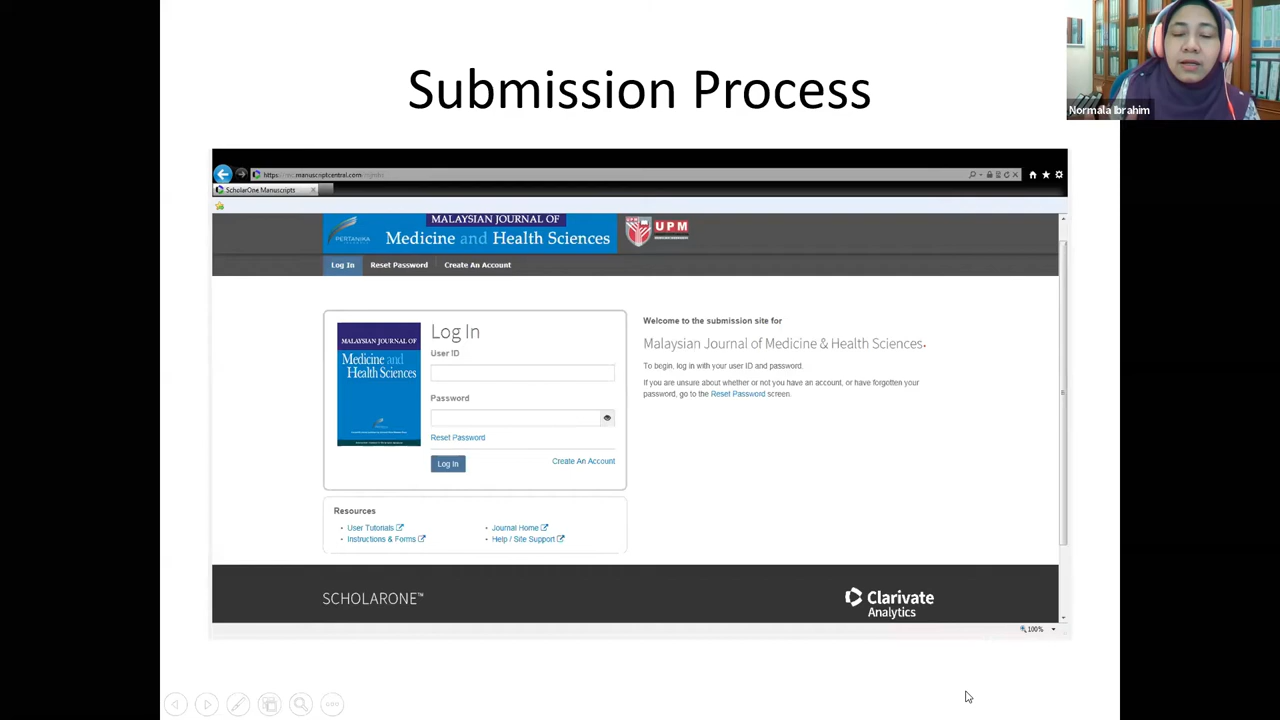 Submission Process
Normala Ibrahim
manuscriptcentral.com
ScholarOne Manuscripts
MALAYSIAN JOURNAL OF
Medicine and Health Sciences
PERTANIKA
UPM
Log In
Reset Password
Create An Account
MALAYSIAN JOURNAL OF
Medicine and
Health Sciences
Log In
User ID
Password
Reset Password
Log In
Create An Account
Welcome to the submission site for
Malaysian Journal of Medicine & Health Sciences.
To begin, log in with your user ID and password.
If you are unsure about whether or not you have an account, or have forgotten your
password, go to the Reset Password screen.
Resources
User Tutorials
Journal Home
Instructions & Forms
Help / Site Support
SCHOLARONE™
Clarivate
Analytics
100%